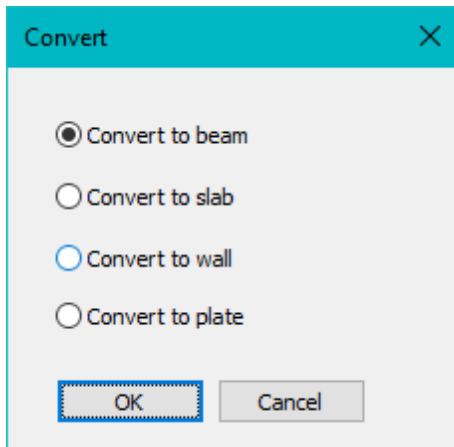 Convert
Convert to beam
Convert to slab
Convert to wall
Convert to plate
OK Cancel